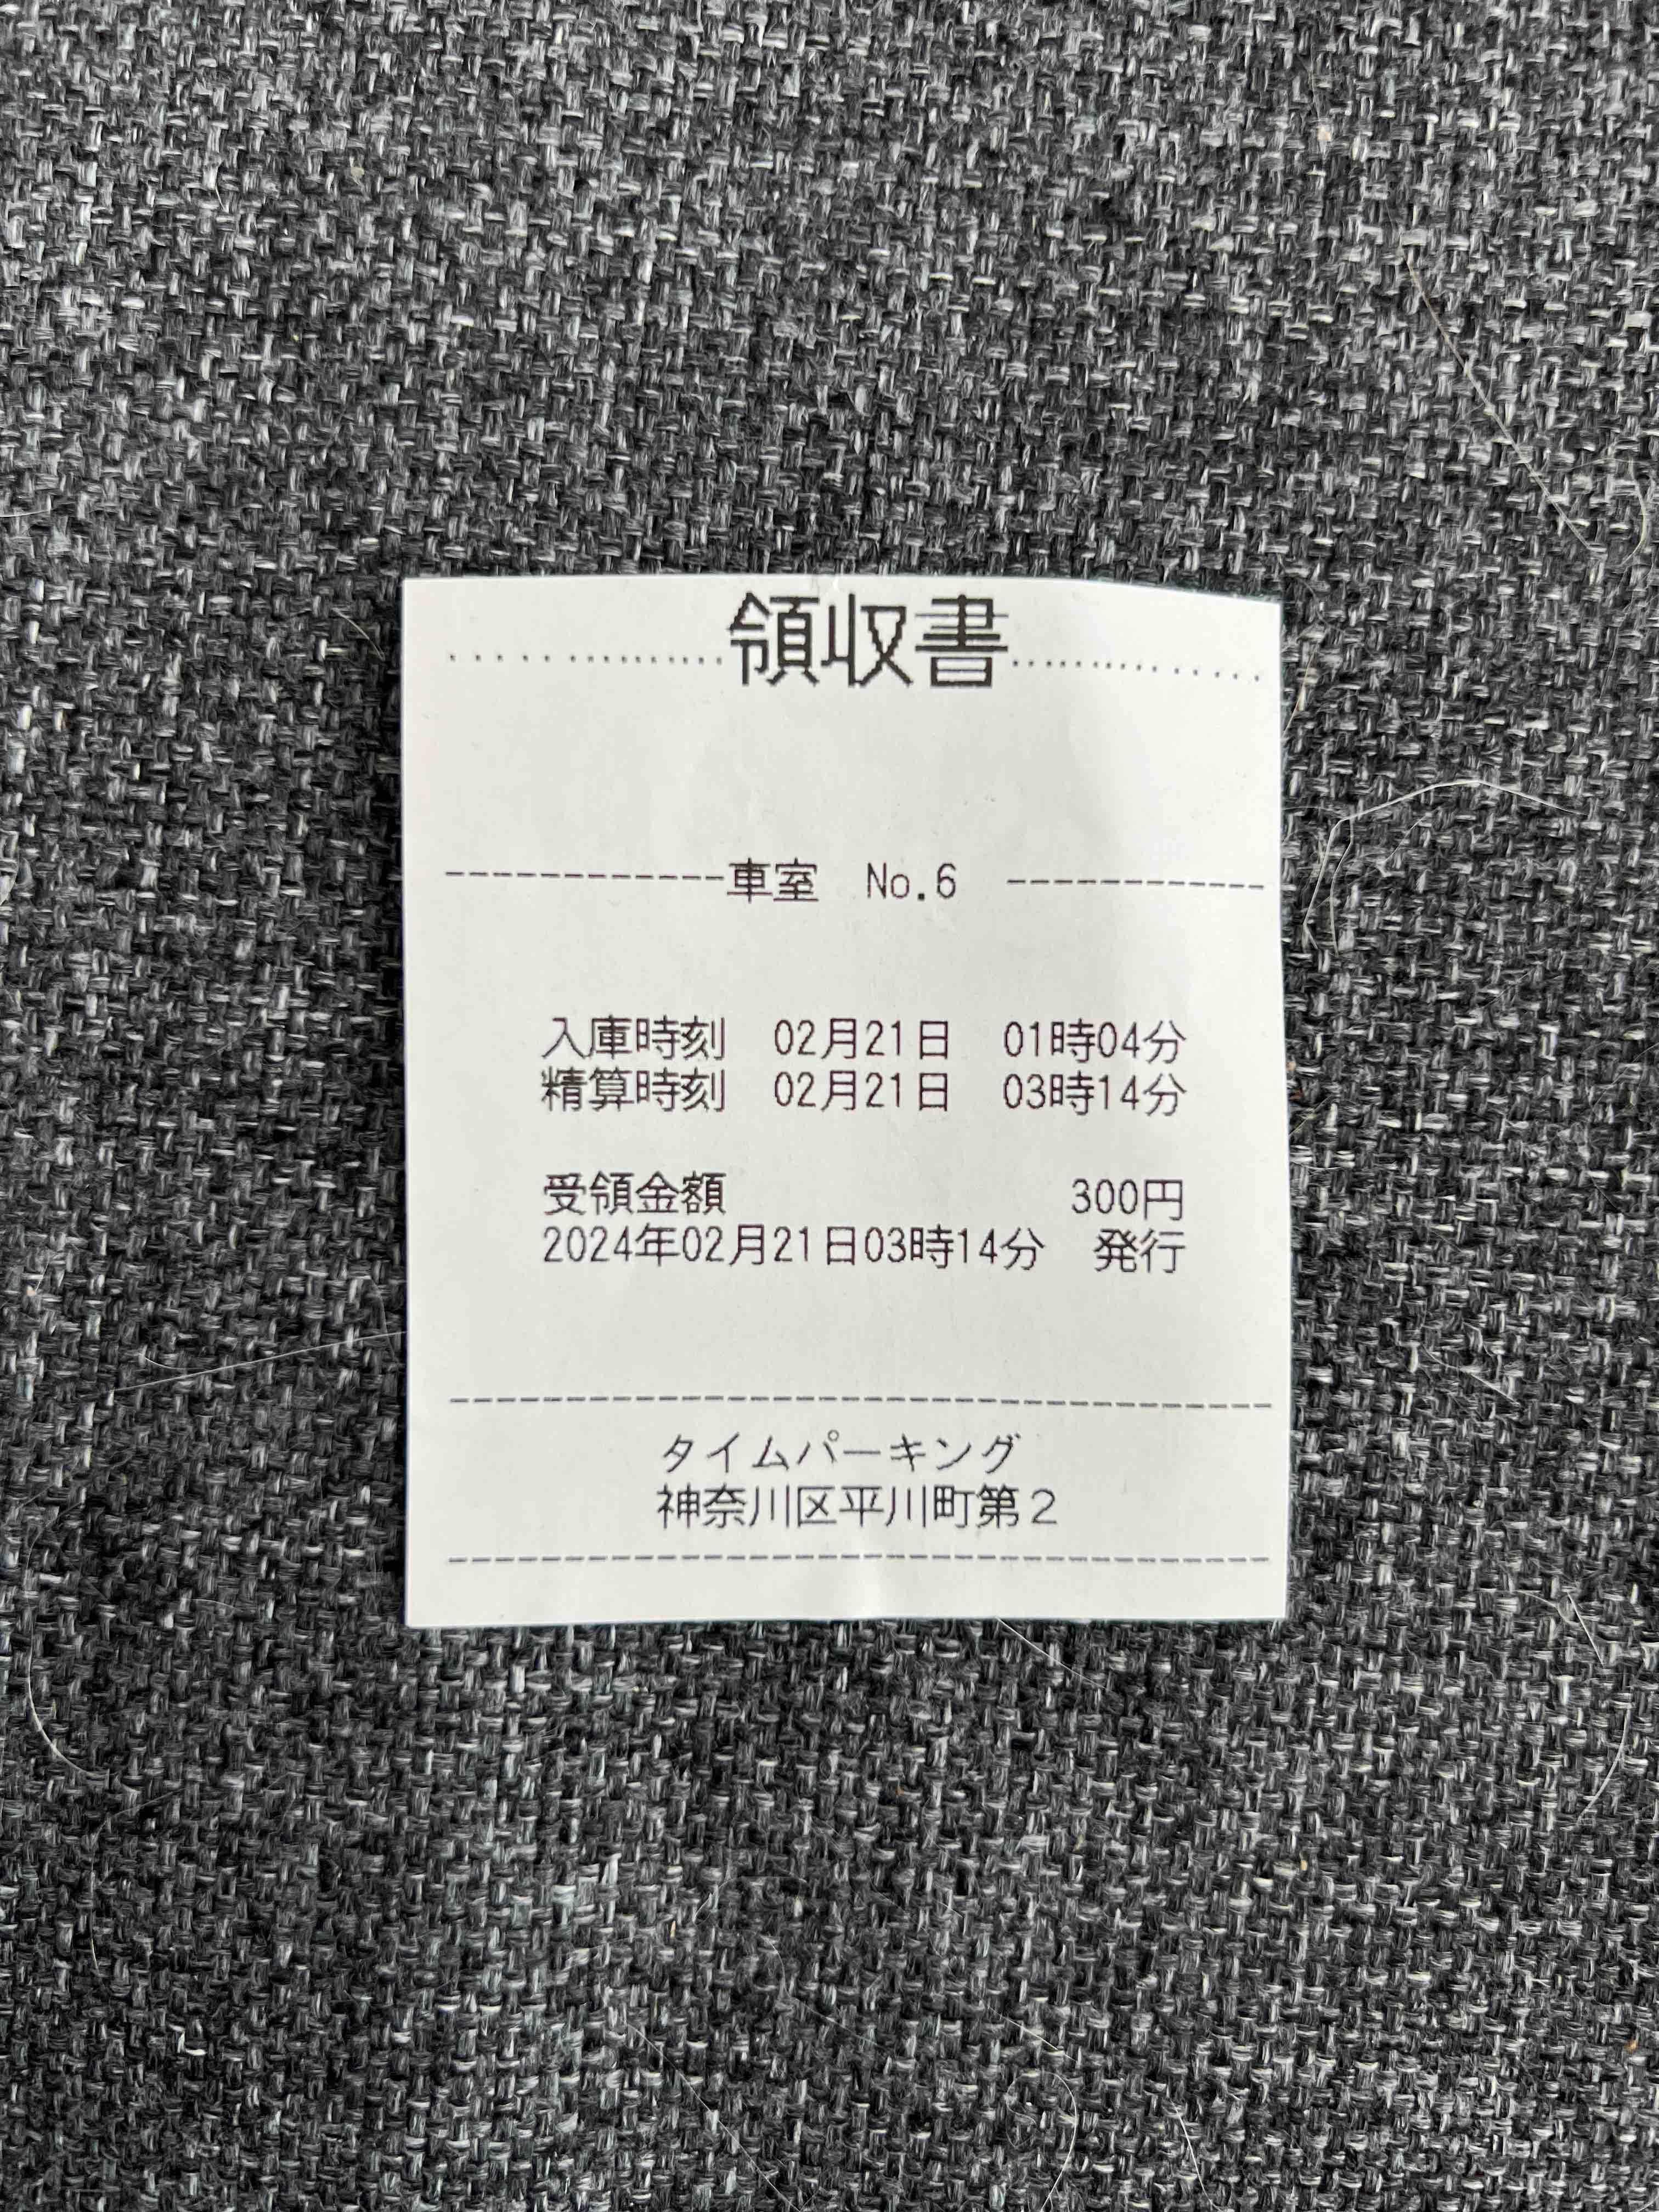 領収書
車室 No.6
入庫時刻 02月21日 01時04分
精算時刻 02月21日 03時14分
受領金額 300円
2024年02月21日03時14分 発行
タイムパーキング
神奈川区平川町第2